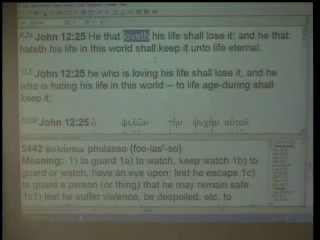 KJV John 12:25 He that loveth his life shall lose it; and he that
hateth his life in this world shall keep it unto life eternal.
YLT John 12:25 he who is loving his life shall lose it, and he
who is hating his life in this world -- to life age-during shall
keep it;
John 12:25 ὁ φιλῶν τὴν ψυχὴν αὐτοῦ
5442 phulasso (foo-las'-so)
Meaning: 1) to guard 1a) to watch, keep watch 1b) to
guard or watch, have an eye upon: lest he escape 1c)
to guard a person (or thing) that he may remain safe
1c1) lest he suffer violence, be despoiled, etc. to